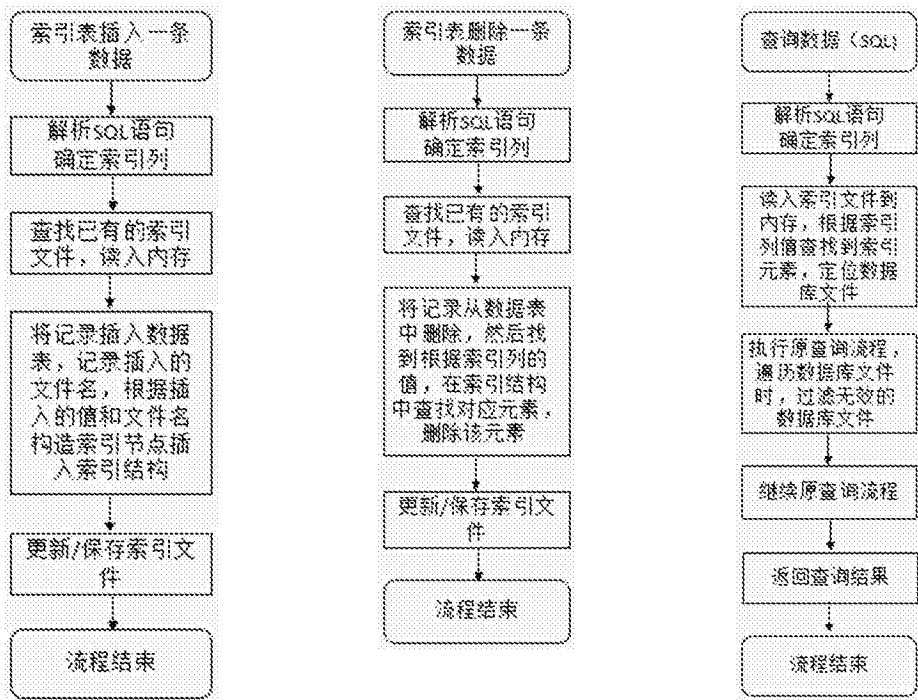 索引表插入一条
数据
解析SQL语句
确定索引列
查找已有的索引
文件，读入内存
将记录插入数据
表，记录插入的
文件名，根据插
入的值和文件名
构造索引节点插
入索引结构
更新/保存索引文
件
流程结束
索引表删除一条
数据
解析SQL语句
确定索引列
查找已有的索引
文件，读入内存
将记录从数据表
中删除，然后找
到根据索引列的
值，在索引结构
中查找对应元素，
删除该元素
更新/保存索引文
件
流程结束
查询数据（SQL）
解析SQL语句
确定索引列
读入索引文件到
内存，根据索引
列值查找到索引
元素，定位数据
库文件
执行原查询流程，
遍历数据库文件
时，过滤无效的
数据库文件
继续原查询流程
返回查询结果
流程结束